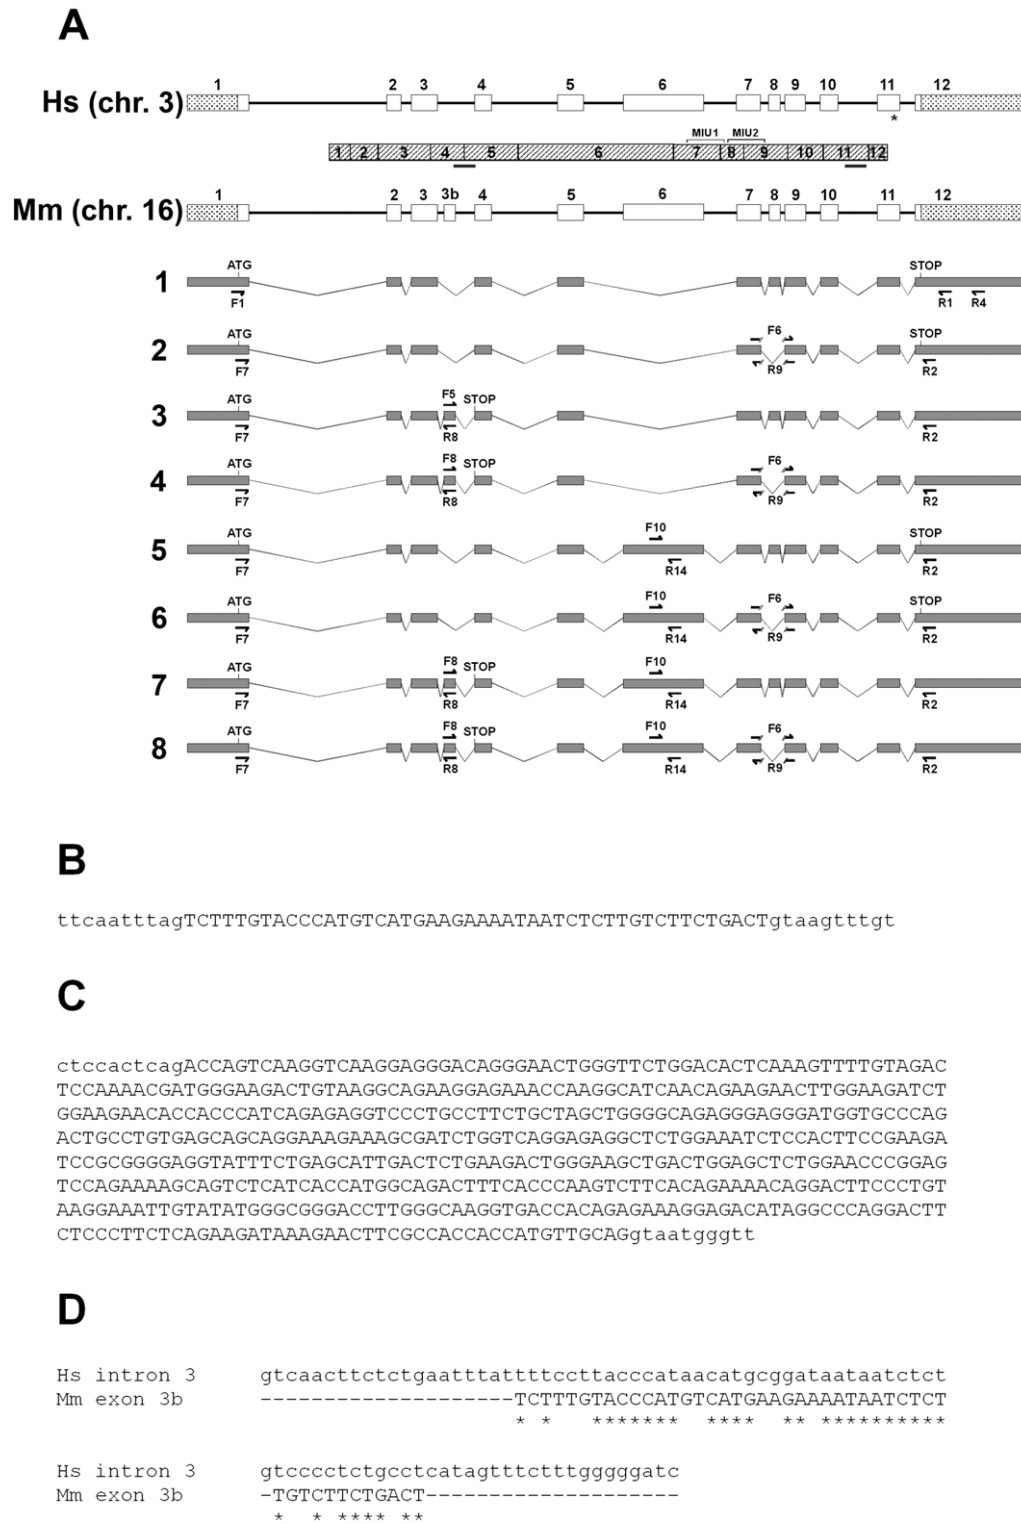 A
1 2 3 4 5 6 7 8 9 10 11 12
Hs (chr. 3)
*
MIU1 MIU2
1 2 3 4 5 6 7 8 9 10 11 12
1 2 3 3b 4 5 6 7 8 9 10 11 12
Mm (chr. 16)
ATG STOP
1
F1 R1 R4
ATG F6 STOP
2
F7 R9 R2
ATG F5 STOP
3
F7 R8 R2
ATG F8 STOP F6
4
F7 R8 R9 R2
ATG F10 STOP
5
F7 R14 R2
ATG F10 F6 STOP
6
F7 R14 R9 R2
ATG F8 STOP F10
7
F7 R8 R14 R2
ATG F8 STOP F10 F6
8
F7 R8 R14 R9 R2
B
ttcaatttagTCTTTGTACCCATGTCATGAAGAAAATAATCTCTTGTCTTCTGACTgtaagtttgt
C
ctccactcagACCAGTCAAGGTCAAGGAGGGACAGGGAACTGGGTTCTGGACACTCAAAGTTTTGTAGAC
TCCAAAACGATGGGAAGACTGTAAGGCAGAAGGAGAAACCAAGGCATCAACAGAAGAACTTGGAAGATCT
GGAAGAACACCACCCATCAGAGAGGTCCCTGCCTTCTGCTAGCTGGGGCAGAGGGAGGGATGGTGCCCAG
ACTGCCTGTGAGCAGCAGGAAAGAAAGCGATCTGGTCAGGAGAGGCTCTGGAAATCTCCACTTCCGAAGA
TCCGCGGGGAGGTATTTCTGAGCATTGACTCTGAAGACTGGGAAGCTGACTGGAGCTCTGGAACCCGGAG
TCCAGAAAAGCAGTCTCATCACCATGGCAGACTTTCACCCAAGTCTTCACAGAAAACAGGACTTCCCTGT
AAGGAAATTGTATATGGGCGGGACCTTGGGCAAGGTGACCACAGAGAAAGGAGACATAGGCCCAGGACTT
CTCCCTTCTCAGAAGATAAAGAACTTCGCCACCACCATGTTGCAGgtaatgggtt
D
Hs intron 3 gtcaacttctctgaatttattttccttacccataacatgcggataataatctct
Mm exon 3b --------------------TCTTTGTACCCATGTCATGAAGAAAATAATCTCT
* * ******* **** ** **********
Hs intron 3 gtcccctctgcctcatagtttctttgggggatc
Mm exon 3b -TGTCTTCTGACT--------------------
* * **** **